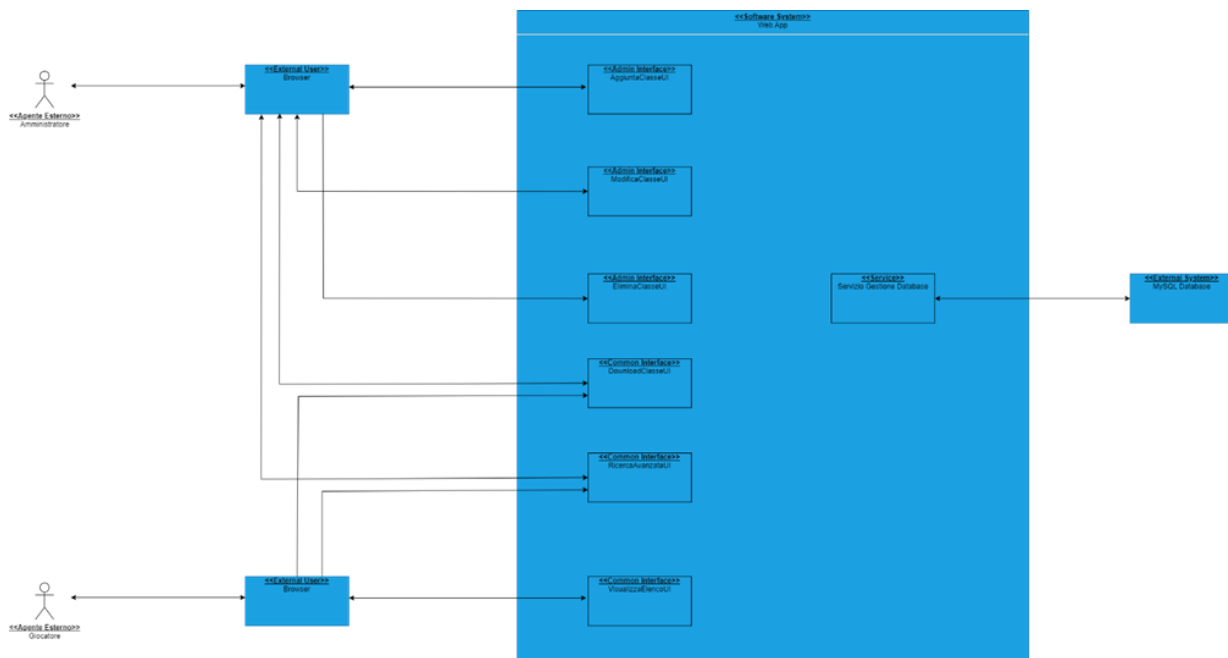 <<Software System>>
Web App
<<External User>>
Browser
<<Admin Interface>>
AggiuntaClasseUI
<<Agente Esterno>>
Amministratore
<<Admin Interface>>
ModificaClasseUI
<<Admin Interface>>
EliminaClasseUI
<<Service>>
Servizio Gestione Database
<<External System>>
MySQL Database
<<Common Interface>>
DownloadClasseUI
<<Common Interface>>
RicercaAvanzataUI
<<External User>>
Browser
<<Common Interface>>
VisualizzaElencoUI
<<Agente Esterno>>
Giocatore